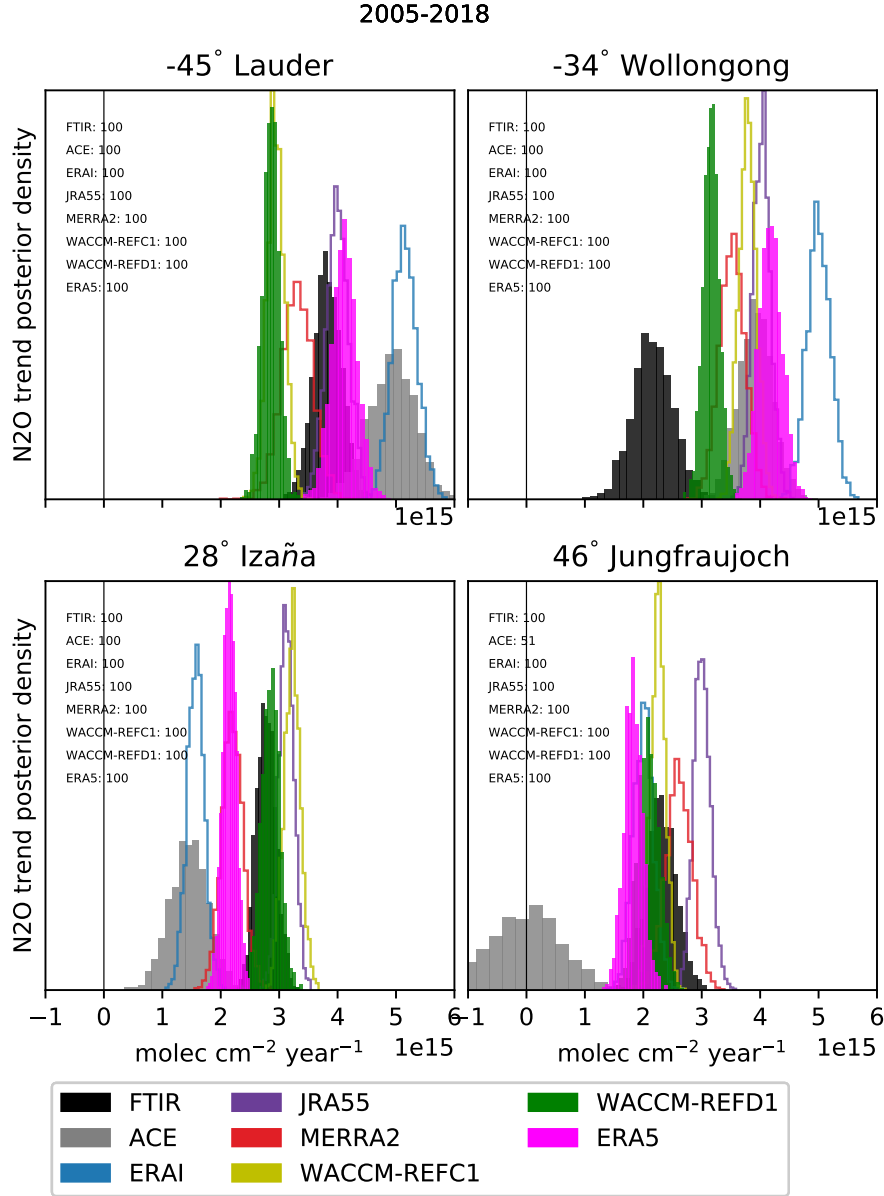 2005-2018
-45° Lauder
-34° Wollongong
N2O trend posterior density
FTIR: 100
ACE: 100
ERAI: 100
JRA55: 100
MERRA2: 100
WACCM-REFC1: 100
WACCM-REFD1: 100
ERA5: 100
FTIR: 100
ACE: 100
ERAI: 100
JRA55: 100
MERRA2: 100
WACCM-REFC1: 100
WACCM-REFD1: 100
ERA5: 100
1e15
1e15
28° Izaña
46° Jungfraujoch
N2O trend posterior density
FTIR: 100
ACE: 100
ERAI: 100
JRA55: 100
MERRA2: 100
WACCM-REFC1: 100
WACCM-REFD1: 100
ERA5: 100
FTIR: 100
ACE: 51
ERAI: 100
JRA55: 100
MERRA2: 100
WACCM-REFC1: 100
WACCM-REFD1: 100
ERA5: 100
−1 0 1 2 3 4 5 6
−1 0 1 2 3 4 5 6
molec cm⁻² year⁻¹ 1e15
molec cm⁻² year⁻¹ 1e15
FTIR
ACE
ERAI
JRA55
MERRA2
WACCM-REFC1
WACCM-REFD1
ERA5